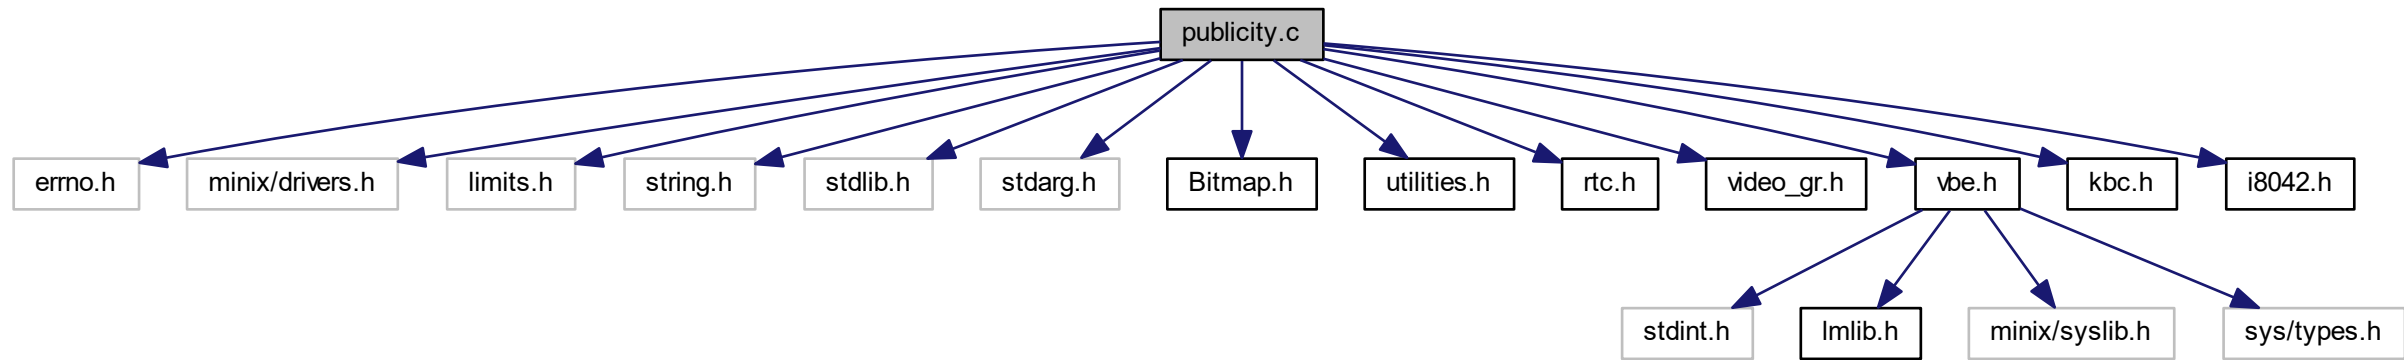 publicity.c
errno.h
minix/drivers.h
limits.h
string.h
stdlib.h
stdarg.h
Bitmap.h
utilities.h
rtc.h
video_gr.h
vbe.h
kbc.h
i8042.h
stdint.h
lmlib.h
minix/syslib.h
sys/types.h